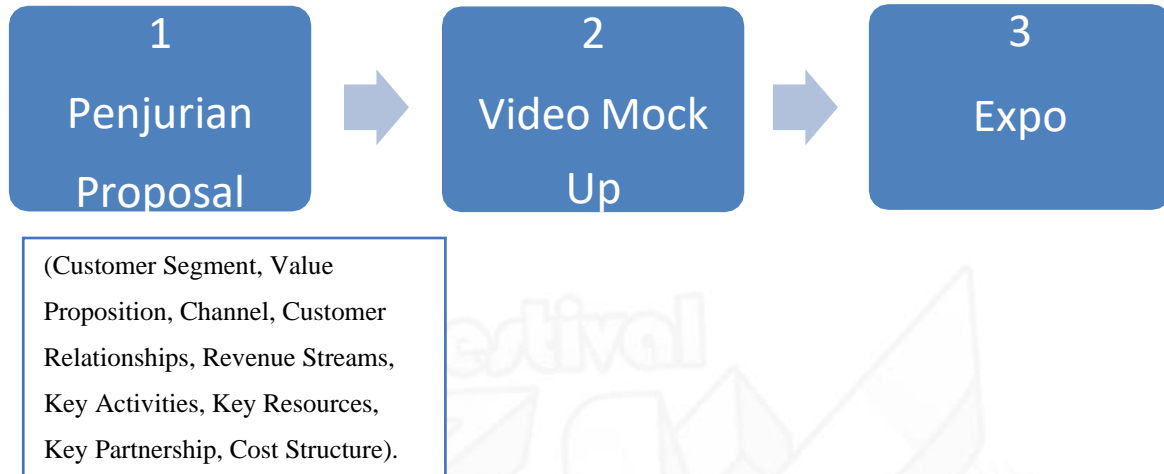 1
Penjurian
Proposal
2
Video Mock
Up
3
Expo
(Customer Segment, Value
Proposition, Channel, Customer
Relationships, Revenue Streams,
Key Activities, Key Resources,
Key Partnership, Cost Structure).
estival